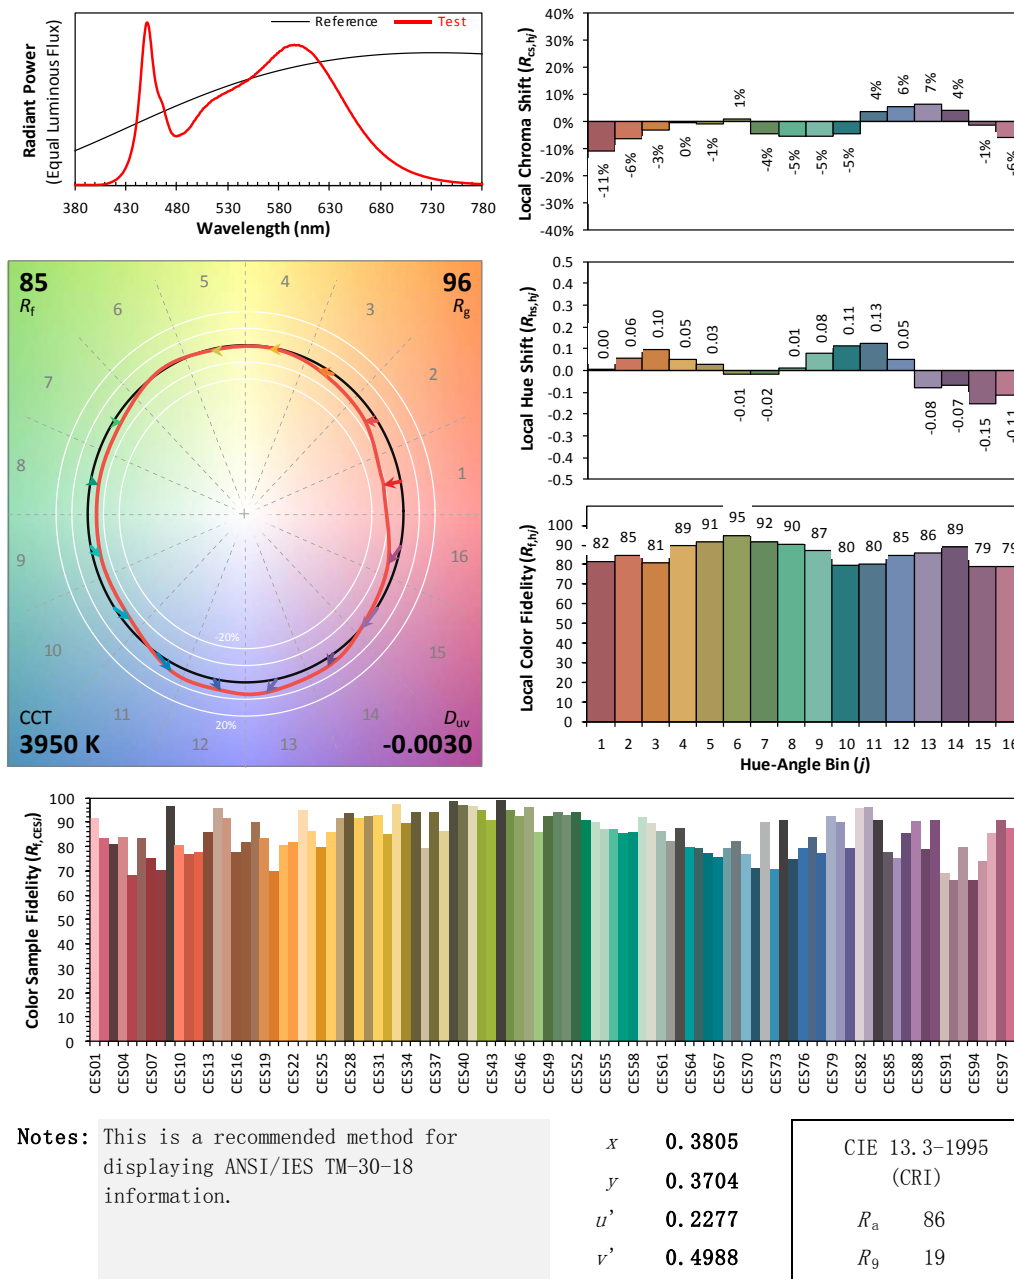 Reference
Test
Radiant Power
(Equal Luminous Flux)
380 430 480 530 580 630 680 730 780
Wavelength (nm)
Local Chroma Shift (Rcs,hj)
40%
30%
20%
10%
0%
-10%
-20%
-30%
-40%
-11% -6% -3% 0% -1% 1% -4% -5% -5% -5% 4% 6% 7% 4% -1% -6%
85
Rf
96
Rg
5 4
6 3
7 2
8 1
9 16
10 15
11 14
12 13
-20%
20%
CCT
3950 K
Duv
-0.0030
Local Hue Shift (Rhs,hj)
0.5
0.4
0.3
0.2
0.1
0.0
-0.1
-0.2
-0.3
-0.4
-0.5
0.00 0.06 0.10 0.05 0.03 -0.01 -0.02 0.01 0.08 0.11 0.13 0.05 -0.08 -0.07 -0.15 -0.11
Local Color Fidelity (Rf,hj)
100
90
80
70
60
50
40
30
20
10
0
82 85 81 89 91 95 92 90 87 80 80 85 86 89 79 79
1 2 3 4 5 6 7 8 9 10 11 12 13 14 15 16
Hue-Angle Bin (j)
Color Sample Fidelity (Rf,CESi)
100
90
80
70
60
50
40
30
20
10
0
CES01 CES04 CES07 CES10 CES13 CES16 CES19 CES22 CES25 CES28 CES31 CES34 CES37 CES40 CES43 CES46 CES49 CES52 CES55 CES58 CES61 CES64 CES67 CES70 CES73 CES76 CES79 CES82 CES85 CES88 CES91 CES94 CES97
Notes: This is a recommended method for
displaying ANSI/IES TM-30-18
information.
x 0.3805
y 0.3704
u' 0.2277
v' 0.4988
CIE 13.3-1995
(CRI)
Ra 86
R9 19